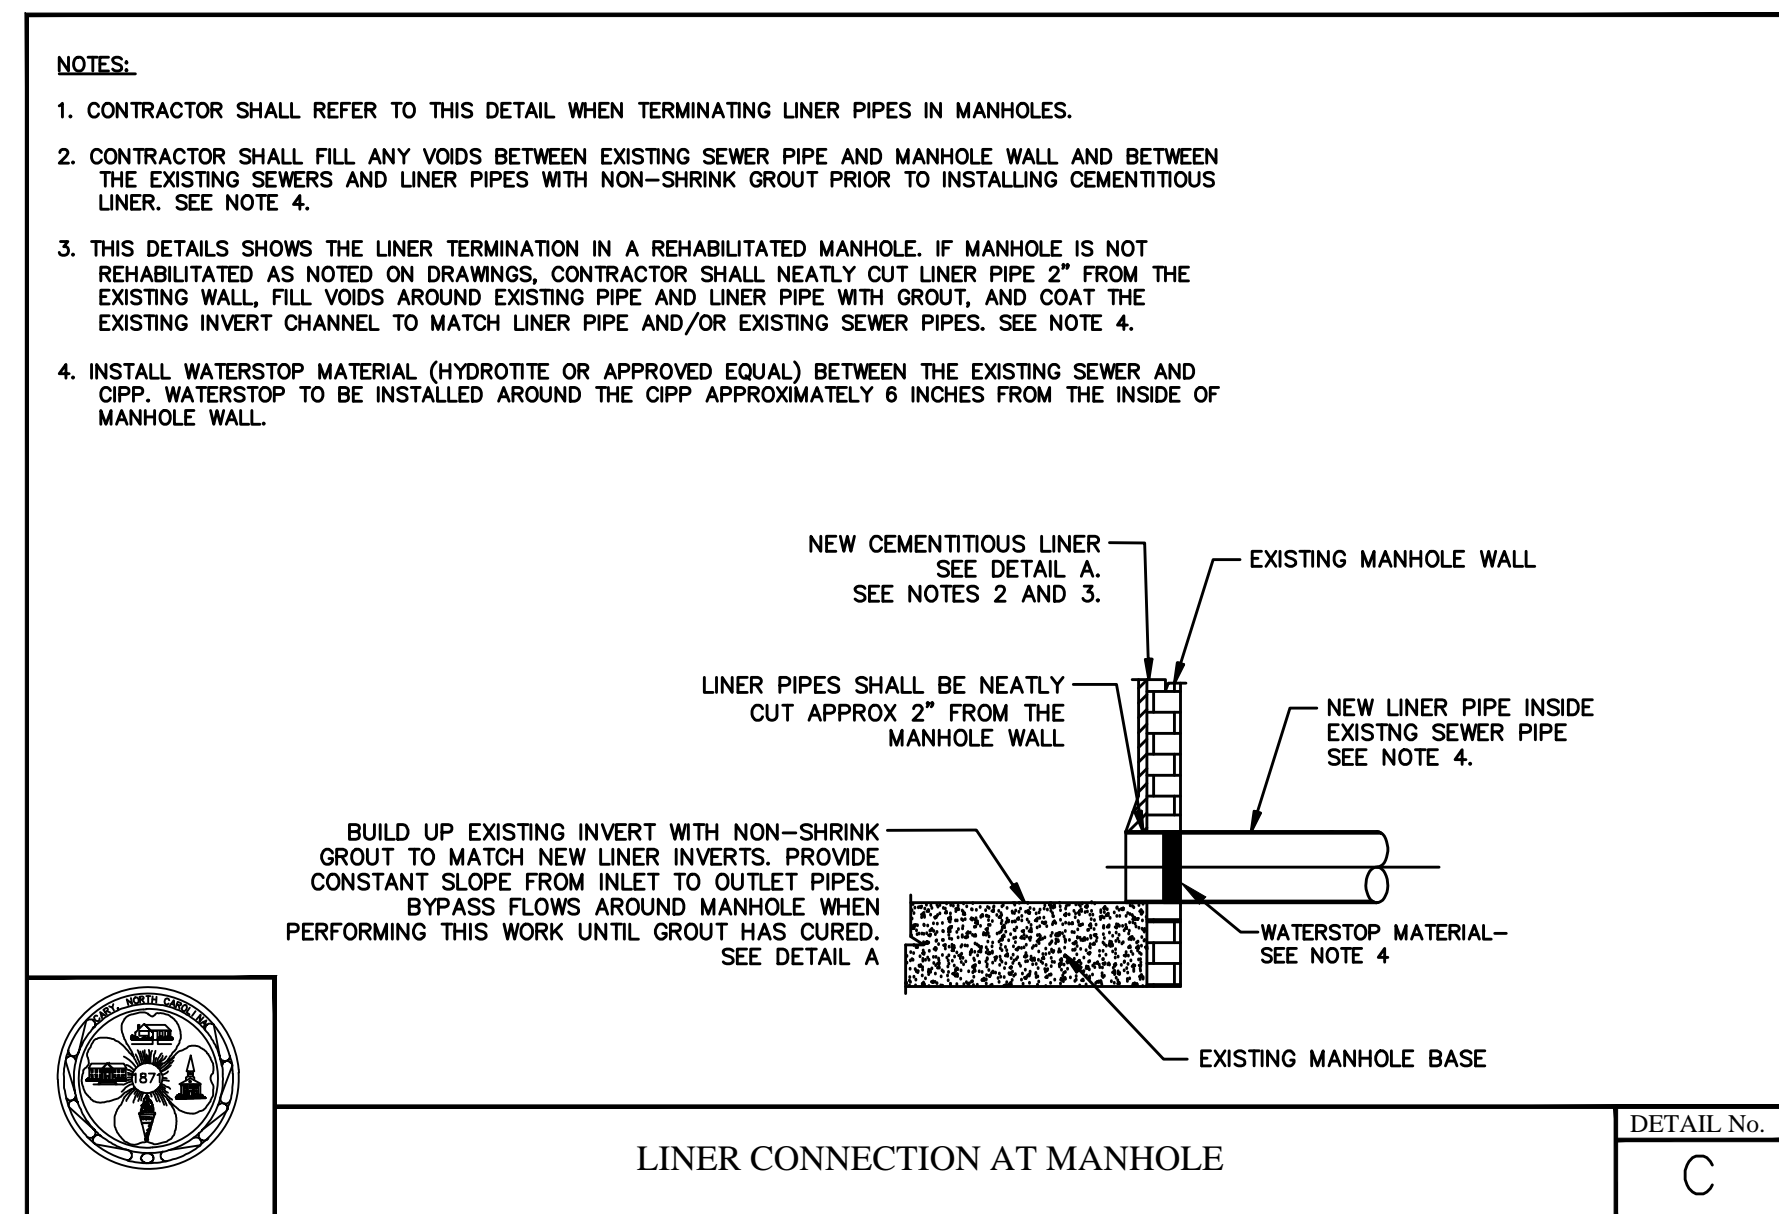 NOTES:
1. CONTRACTOR SHALL REFER TO THIS DETAIL WHEN TERMINATING LINER PIPES IN MANHOLES.
2. CONTRACTOR SHALL FILL ANY VOIDS BETWEEN EXISTING SEWER PIPE AND MANHOLE WALL AND BETWEEN
THE EXISTING SEWERS AND LINER PIPES WITH NON-SHRINK GROUT PRIOR TO INSTALLING CEMENTITIOUS
LINER. SEE NOTE 4.
3. THIS DETAILS SHOWS THE LINER TERMINATION IN A REHABILITATED MANHOLE. IF MANHOLE IS NOT
REHABILITATED AS NOTED ON DRAWINGS, CONTRACTOR SHALL NEATLY CUT LINER PIPE 2" FROM THE
EXISTING WALL, FILL VOIDS AROUND EXISTING PIPE AND LINER PIPE WITH GROUT, AND COAT THE
EXISTING INVERT CHANNEL TO MATCH LINER PIPE AND/OR EXISTING SEWER PIPES. SEE NOTE 4.
4. INSTALL WATERSTOP MATERIAL (HYDROTITE OR APPROVED EQUAL) BETWEEN THE EXISTING SEWER AND
CIPP. WATERSTOP TO BE INSTALLED AROUND THE CIPP APPROXIMATELY 6 INCHES FROM THE INSIDE OF
MANHOLE WALL.
NEW CEMENTITIOUS LINER
SEE DETAIL A.
SEE NOTES 2 AND 3.
EXISTING MANHOLE WALL
LINER PIPES SHALL BE NEATLY
CUT APPROX 2" FROM THE
MANHOLE WALL
NEW LINER PIPE INSIDE
EXISTNG SEWER PIPE
SEE NOTE 4.
BUILD UP EXISTING INVERT WITH NON-SHRINK
GROUT TO MATCH NEW LINER INVERTS. PROVIDE
CONSTANT SLOPE FROM INLET TO OUTLET PIPES.
BYPASS FLOWS AROUND MANHOLE WHEN
PERFORMING THIS WORK UNTIL GROUT HAS CURED.
SEE DETAIL A
WATERSTOP MATERIAL-
SEE NOTE 4
EXISTING MANHOLE BASE
CARY, NORTH CAROLINA
1871
LINER CONNECTION AT MANHOLE
DETAIL No.
C